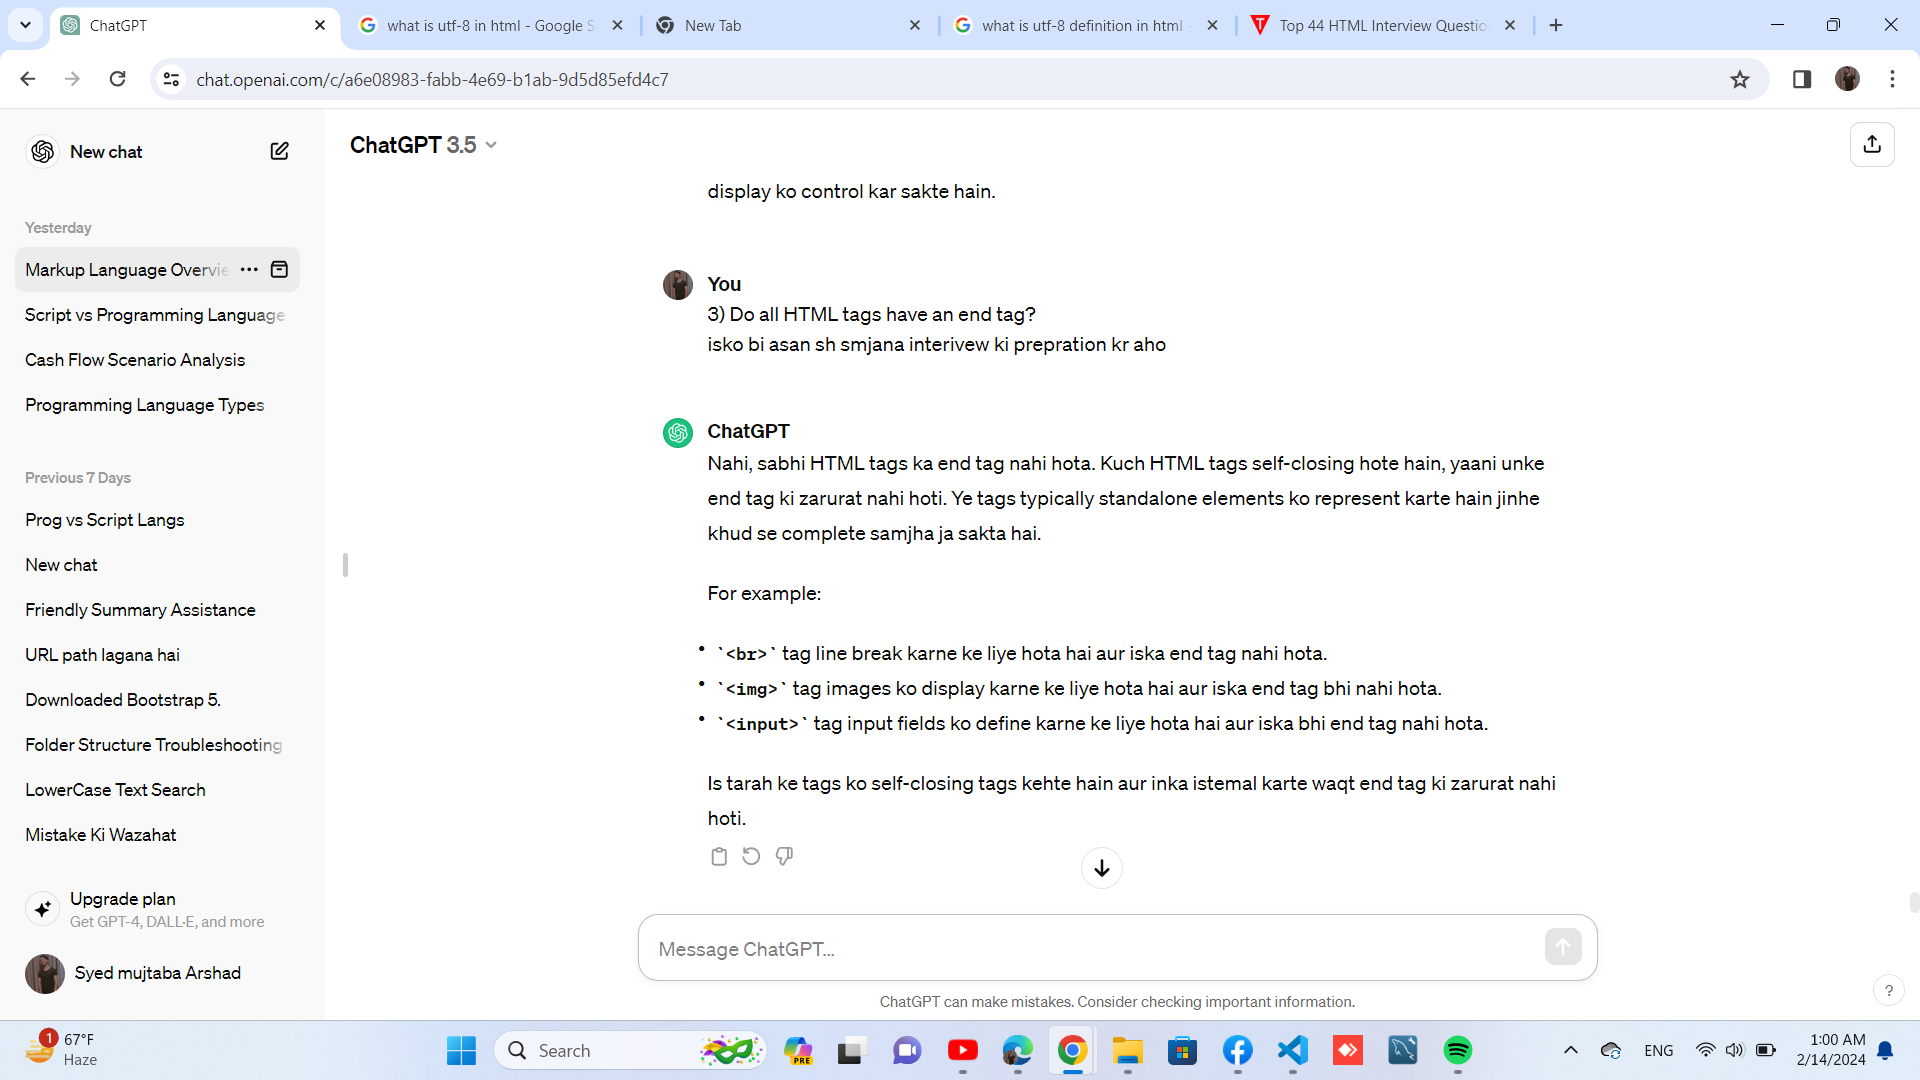 ChatGPT
what is utf-8 in html - Google S
New Tab
what is utf-8 definition in html -
Top 44 HTML Interview Questio
chat.openai.com/c/a6e08983-fabb-4e69-b1ab-9d5d85efd4c7
New chat
Yesterday
Markup Language Overvie
Script vs Programming Language
Cash Flow Scenario Analysis
Programming Language Types
Previous 7 Days
Prog vs Script Langs
New chat
Friendly Summary Assistance
URL path lagana hai
Downloaded Bootstrap 5.
Folder Structure Troubleshooting
LowerCase Text Search
Mistake Ki Wazahat
Upgrade plan
Get GPT-4, DALL·E, and more
Syed mujtaba Arshad
ChatGPT 3.5
display ko control kar sakte hain.
You
3) Do all HTML tags have an end tag?
isko bi asan sh smjana interivew ki prepration kr aho
ChatGPT
Nahi, sabhi HTML tags ka end tag nahi hota. Kuch HTML tags self-closing hote hain, yaani unke
end tag ki zarurat nahi hoti. Ye tags typically standalone elements ko represent karte hain jinhe
khud se complete samjha ja sakta hai.
For example:
• `<br>` tag line break karne ke liye hota hai aur iska end tag nahi hota.
• `<img>` tag images ko display karne ke liye hota hai aur iska end tag bhi nahi hota.
• `<input>` tag input fields ko define karne ke liye hota hai aur iska bhi end tag nahi hota.
Is tarah ke tags ko self-closing tags kehte hain aur inka istemal karte waqt end tag ki zarurat nahi
hoti.
Message ChatGPT...
ChatGPT can make mistakes. Consider checking important information.
?
1
67°F
Haze
Search
PRE
ENG
1:00 AM
2/14/2024